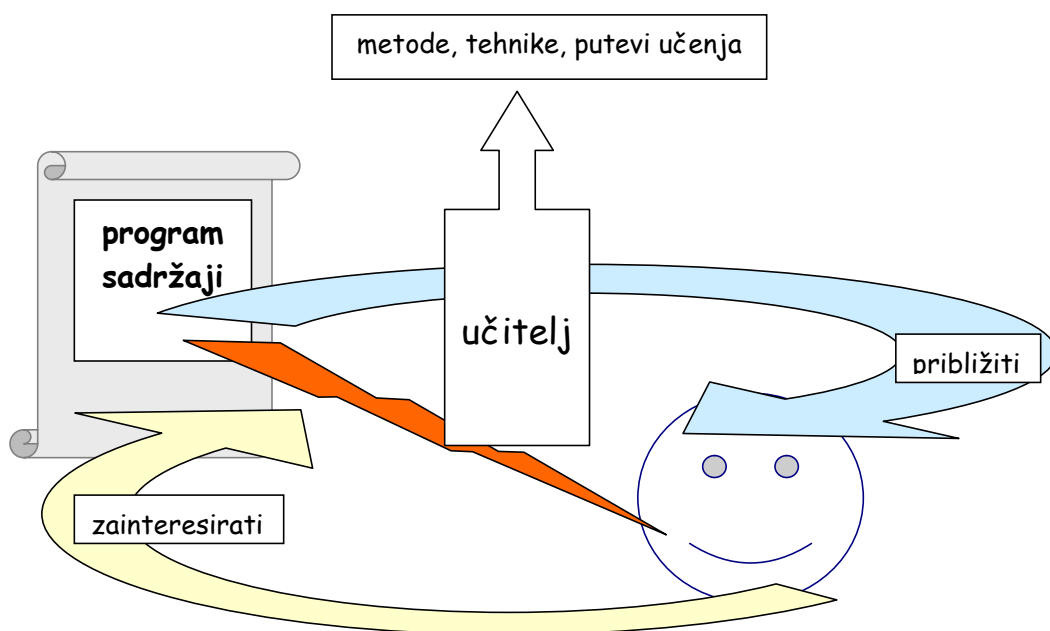 metode, tehnike, putevi učenja
program
sadržaji
učitelj
približiti
zainteresirati